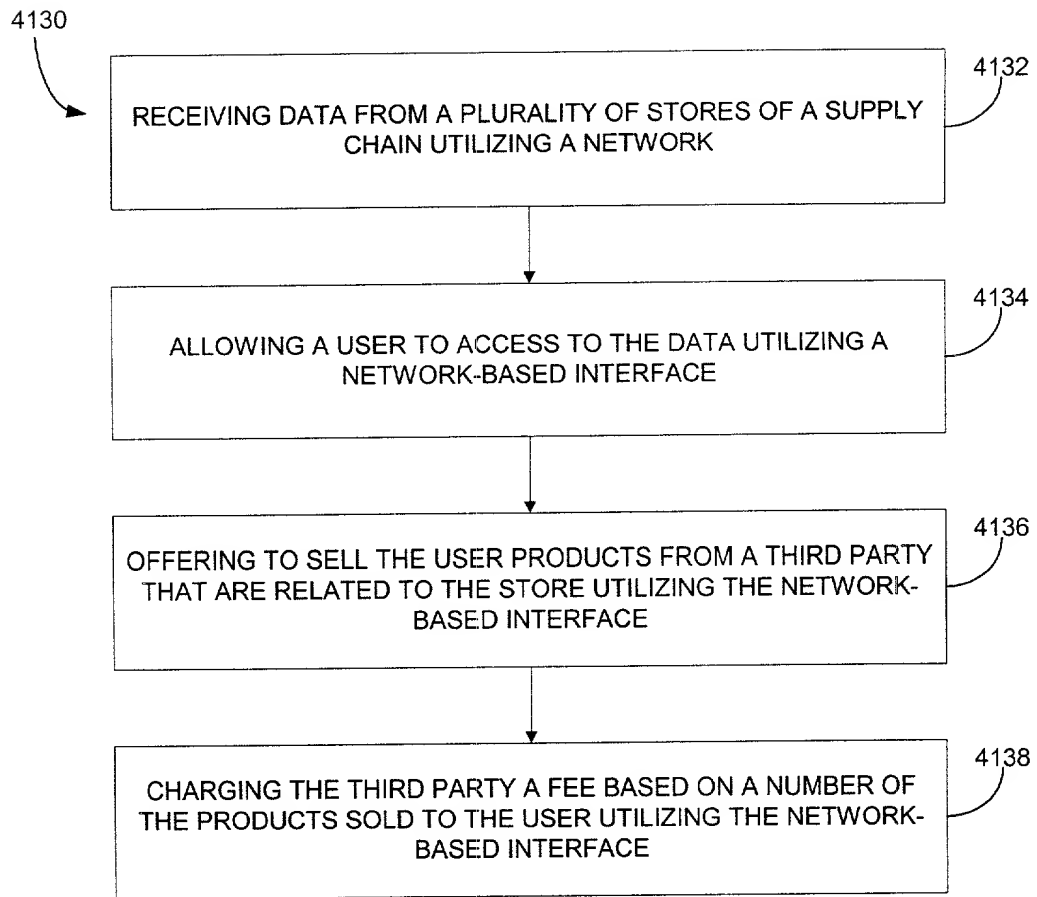 4130
4132
RECEIVING DATA FROM A PLURALITY OF STORES OF A SUPPLY
CHAIN UTILIZING A NETWORK
4134
ALLOWING A USER TO ACCESS TO THE DATA UTILIZING A
NETWORK-BASED INTERFACE
4136
OFFERING TO SELL THE USER PRODUCTS FROM A THIRD PARTY
THAT ARE RELATED TO THE STORE UTILIZING THE NETWORK-
BASED INTERFACE
4138
CHARGING THE THIRD PARTY A FEE BASED ON A NUMBER OF
THE PRODUCTS SOLD TO THE USER UTILIZING THE NETWORK-
BASED INTERFACE